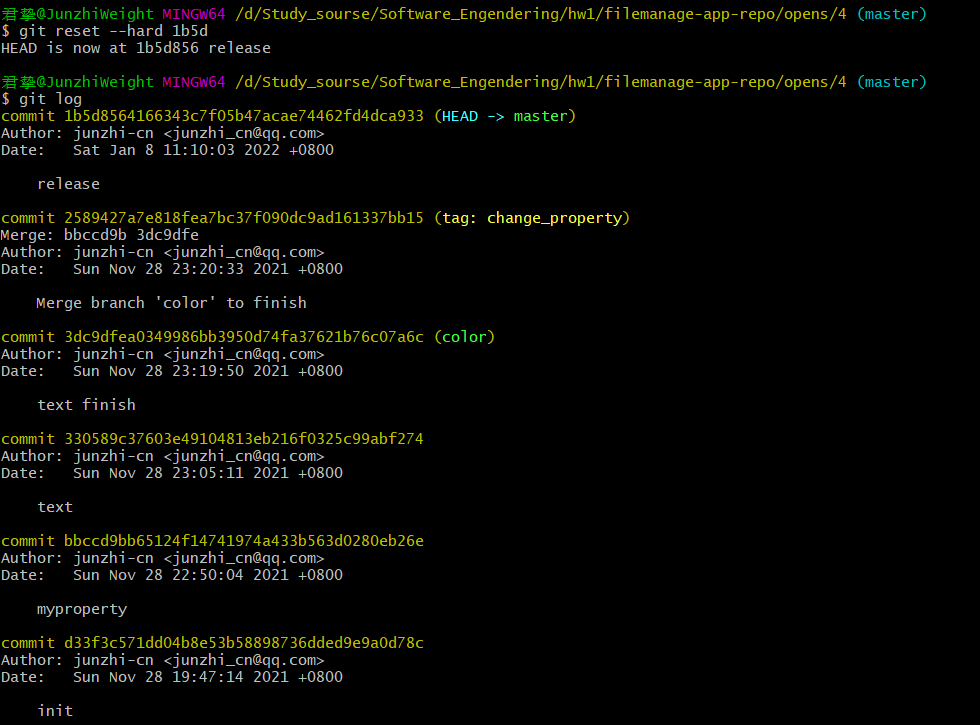 君挚@JunzhiWeight MINGW64 /d/Study_sourse/Software_Engendering/hw1/filemanage-app-repo/opens/4 (master)
$ git reset --hard 1b5d
HEAD is now at 1b5d856 release
君挚@JunzhiWeight MINGW64 /d/Study_sourse/Software_Engendering/hw1/filemanage-app-repo/opens/4 (master)
$ git log
commit 1b5d8564166343c7f05b47acae74462fd4dca933 (HEAD -> master)
Author: junzhi-cn <junzhi_cn@qq.com>
Date:   Sat Jan 8 11:10:03 2022 +0800
    release
commit 2589427a7e818fea7bc37f090dc9ad161337bb15 (tag: change_property)
Merge: bbccd9b 3dc9dfe
Author: junzhi-cn <junzhi_cn@qq.com>
Date:   Sun Nov 28 23:20:33 2021 +0800
    Merge branch 'color' to finish
commit 3dc9dfea0349986bb3950d74fa37621b76c07a6c (color)
Author: junzhi-cn <junzhi_cn@qq.com>
Date:   Sun Nov 28 23:19:50 2021 +0800
    text finish
commit 330589c37603e49104813eb216f0325c99abf274
Author: junzhi-cn <junzhi_cn@qq.com>
Date:   Sun Nov 28 23:05:11 2021 +0800
    text
commit bbccd9bb65124f14741974a433b563d0280eb26e
Author: junzhi-cn <junzhi_cn@qq.com>
Date:   Sun Nov 28 22:50:04 2021 +0800
    myproperty
commit d33f3c571dd04b8e53b58898736dded9e9a0d78c
Author: junzhi-cn <junzhi_cn@qq.com>
Date:   Sun Nov 28 19:47:14 2021 +0800
    init